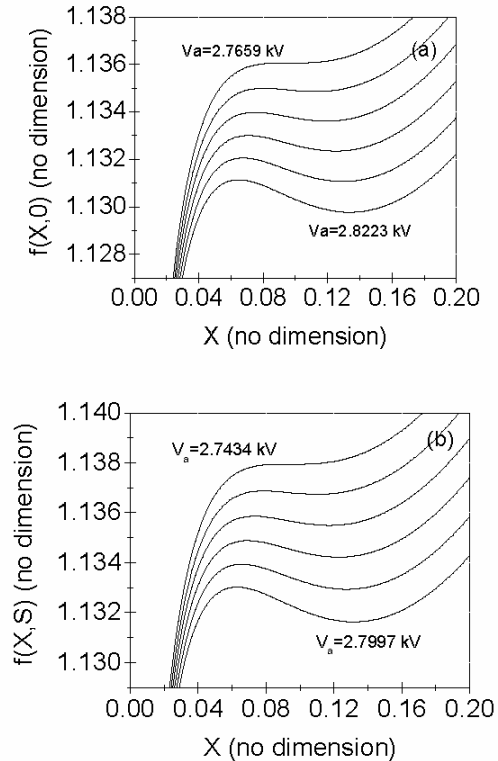 1.138
1.136
1.134
1.132
1.130
1.128
f(X,0) (no dimension)
Va=2.7659 kV
(a)
Va=2.8223 kV
0.00 0.04 0.08 0.12 0.16 0.20
X (no dimension)
1.140
1.138
1.136
1.134
1.132
1.130
f(X,S) (no dimension)
Va=2.7434 kV
(b)
Va=2.7997 kV
0.00 0.04 0.08 0.12 0.16 0.20
X (no dimension)